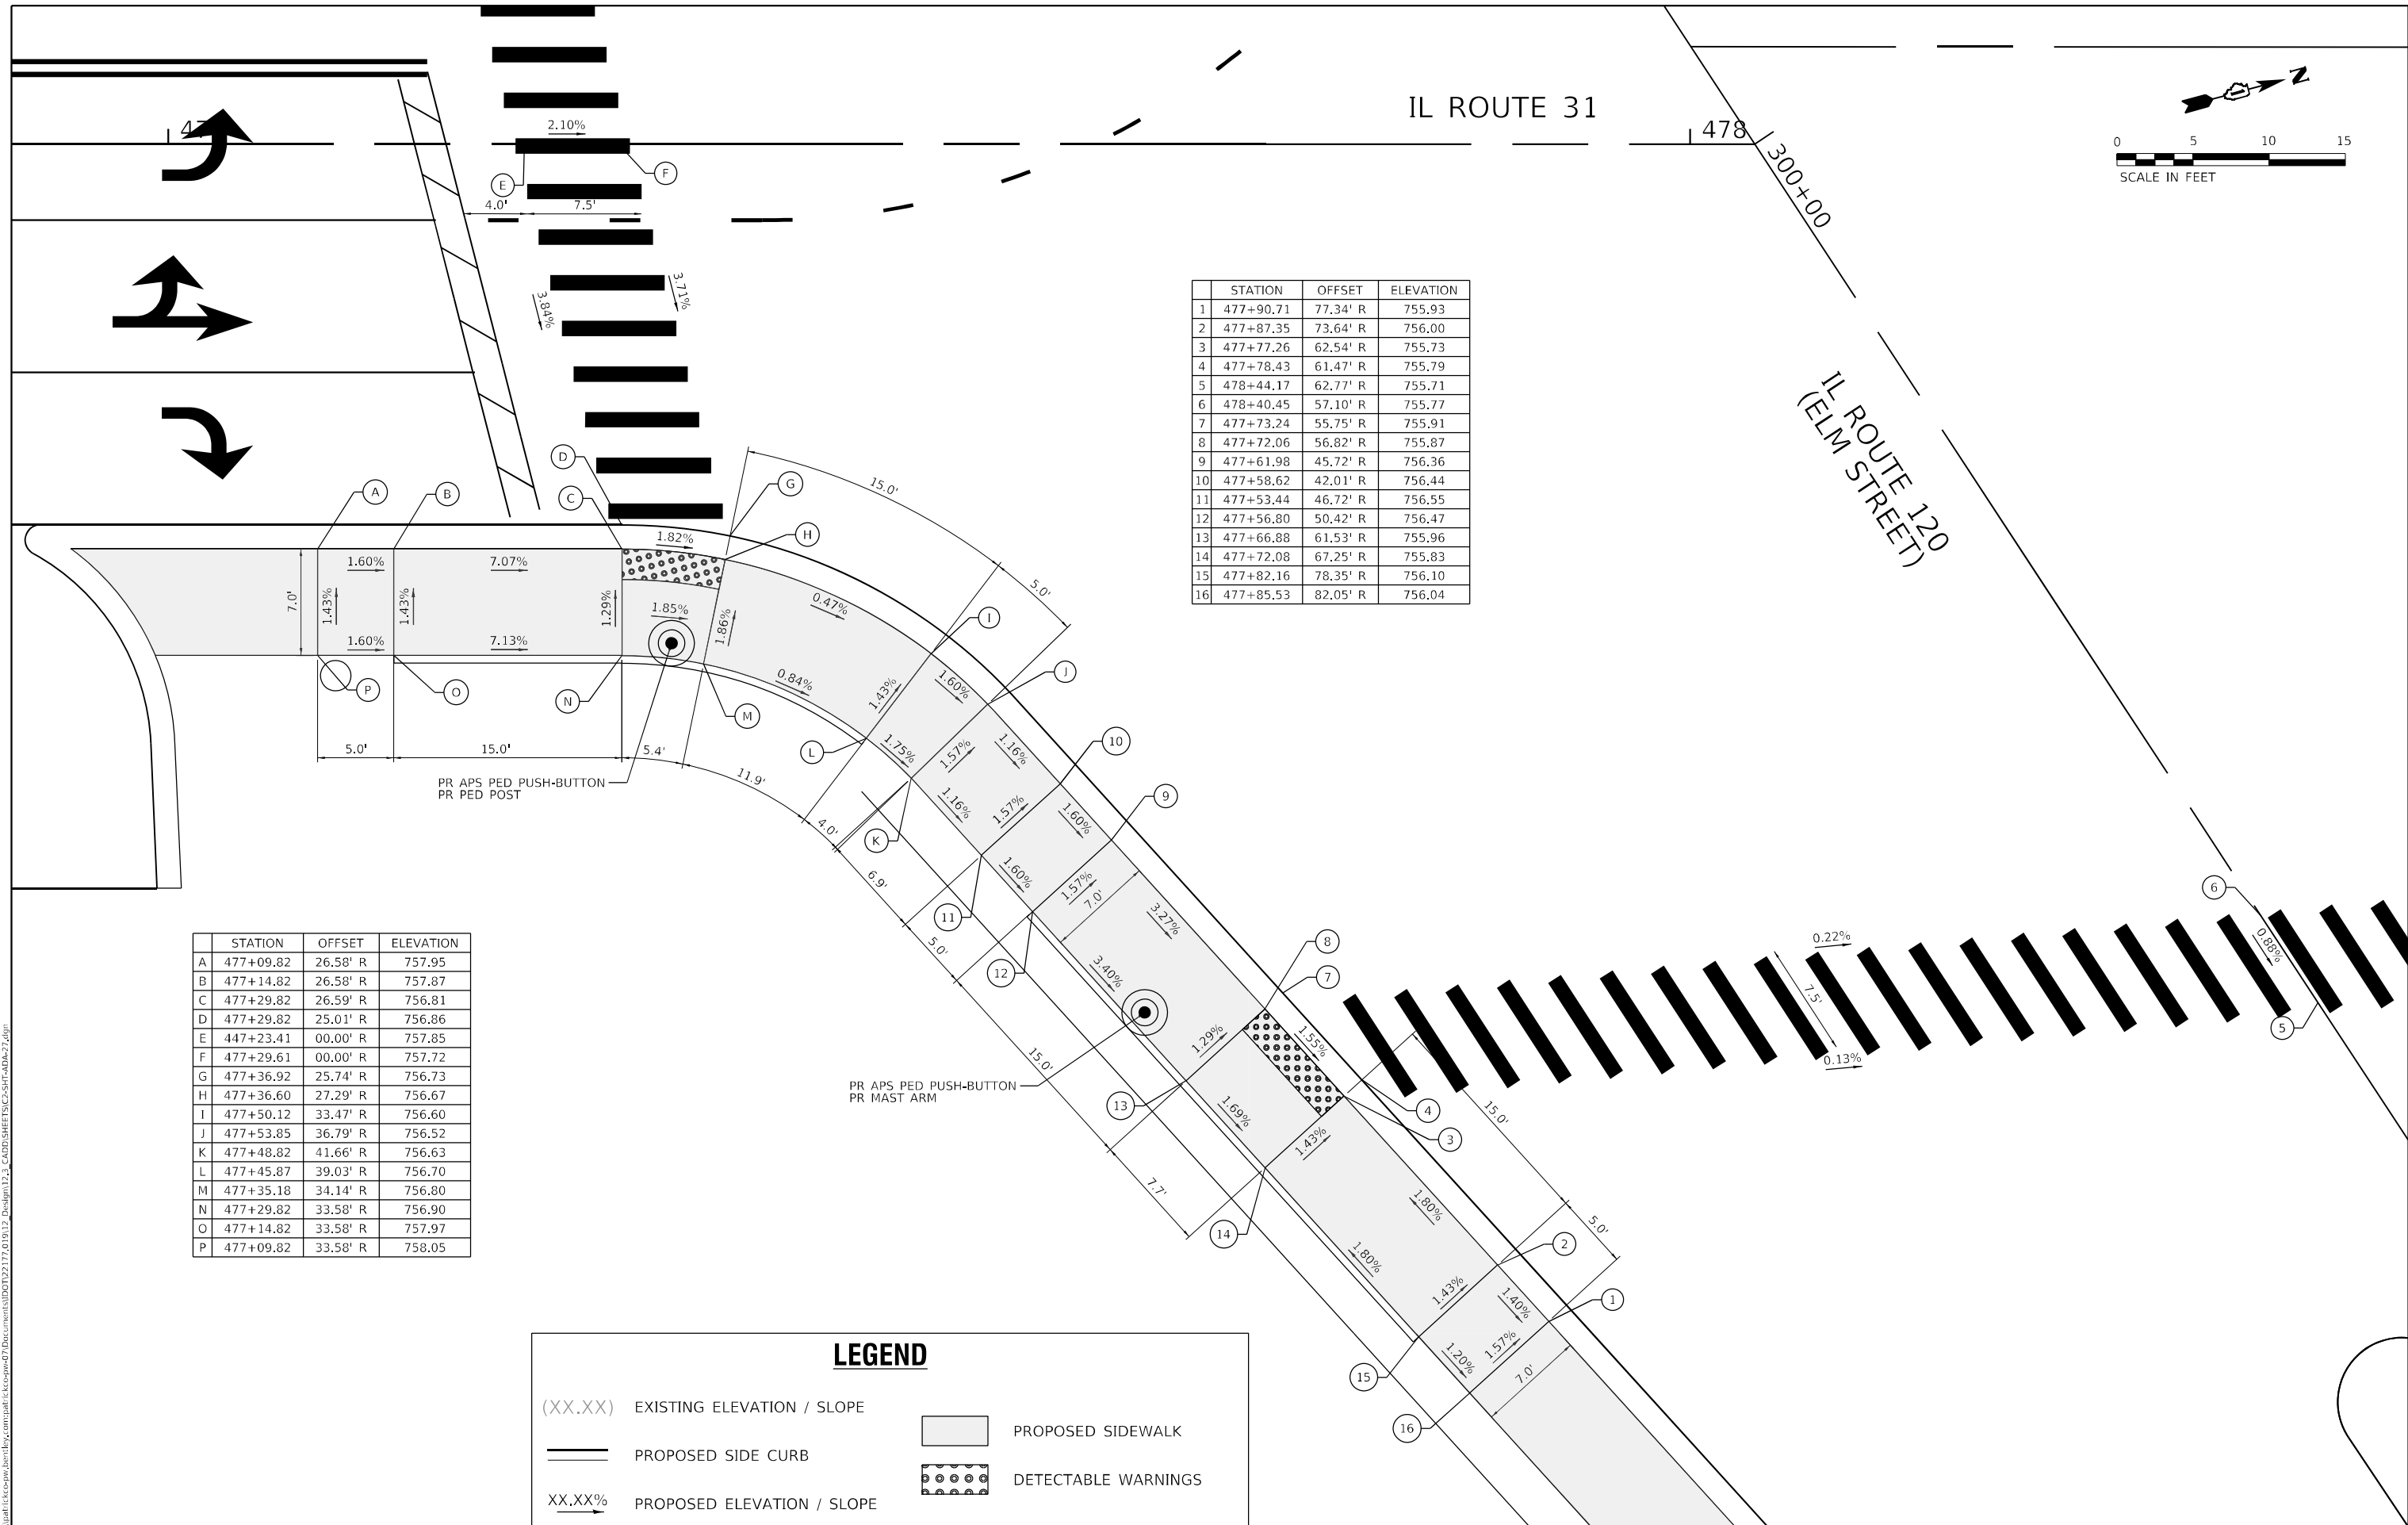 IL ROUTE 31
478
300+00
N
0 5 10 15
SCALE IN FEET
2.10%
E
F
4.0' 7.5'
3.71%
3.84%
IL ROUTE 120
(ELM STREET)
STATION OFFSET ELEVATION
1 477+90.71 77.34' R 755.93
2 477+87.35 73.64' R 756.00
3 477+77.26 62.54' R 755.73
4 477+78.43 61.47' R 755.79
5 478+44.17 62.77' R 755.71
6 478+40.45 57.10' R 755.77
7 477+73.24 55.75' R 755.91
8 477+72.06 56.82' R 755.87
9 477+61.98 45.72' R 756.36
10 477+58.62 42.01' R 756.44
11 477+53.44 46.72' R 756.55
12 477+56.80 50.42' R 756.47
13 477+66.88 61.53' R 755.96
14 477+72.08 67.25' R 755.83
15 477+82.16 78.35' R 756.10
16 477+85.53 82.05' R 756.04
A
B
C
D
G
H
I
J
15.0'
5.0'
1.60%
7.07%
1.82%
7.0'
1.43%
1.43%
1.29%
1.85%
1.86%
0.47%
1.60%
7.13%
0.84%
1.43%
1.60%
P
O
N
M
L
K
5.0'
15.0'
5.4'
11.9'
4.0'
PR APS PED PUSH-BUTTON
PR PED POST
1.75%
1.57%
1.16%
10
1.16%
1.57%
1.60%
9
6.9'
1.60%
1.57%
7.0'
11
3.27%
5.0'
12
3.40%
8
7
15.0'
1.29%
1.55%
PR APS PED PUSH-BUTTON
PR MAST ARM
13
1.69%
1.43%
4
3
7.7'
14
15.0'
1.80%
1.80%
5.0'
2
1.43%
1.40%
1
15
1.20%
1.57%
7.0'
16
0.22%
7.5'
0.13%
6
0.88%
5
STATION OFFSET ELEVATION
A 477+09.82 26.58' R 757.95
B 477+14.82 26.58' R 757.87
C 477+29.82 26.59' R 756.81
D 477+29.82 25.01' R 756.86
E 447+23.41 00.00' R 757.85
F 477+29.61 00.00' R 757.72
G 477+36.92 25.74' R 756.73
H 477+36.60 27.29' R 756.67
I 477+50.12 33.47' R 756.60
J 477+53.85 36.79' R 756.52
K 477+48.82 41.66' R 756.63
L 477+45.87 39.03' R 756.70
M 477+35.18 34.14' R 756.80
N 477+29.82 33.58' R 756.90
O 477+14.82 33.58' R 757.97
P 477+09.82 33.58' R 758.05
LEGEND
(XX.XX) EXISTING ELEVATION / SLOPE
PROPOSED SIDE CURB
XX.XX% PROPOSED ELEVATION / SLOPE
PROPOSED SIDEWALK
DETECTABLE WARNINGS